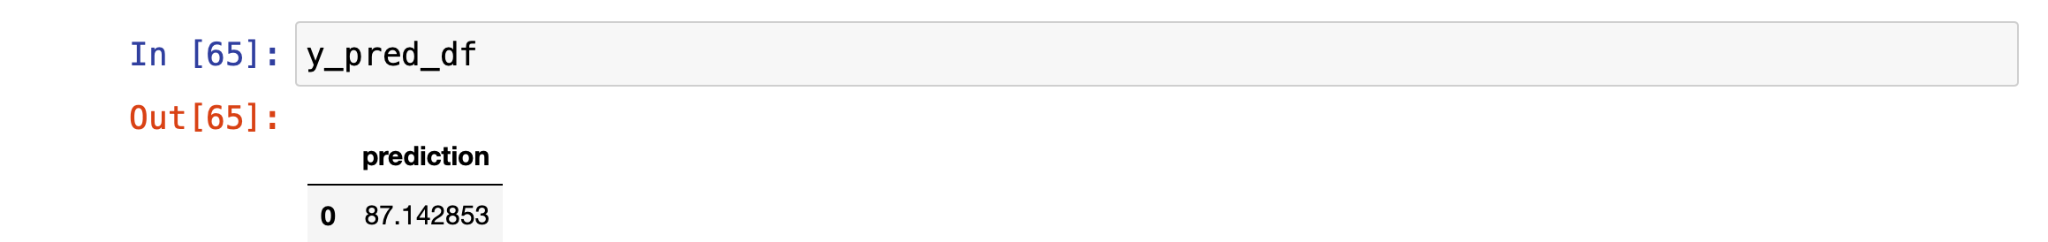 In [65]: y_pred_df
Out[65]:
prediction
0 87.142853